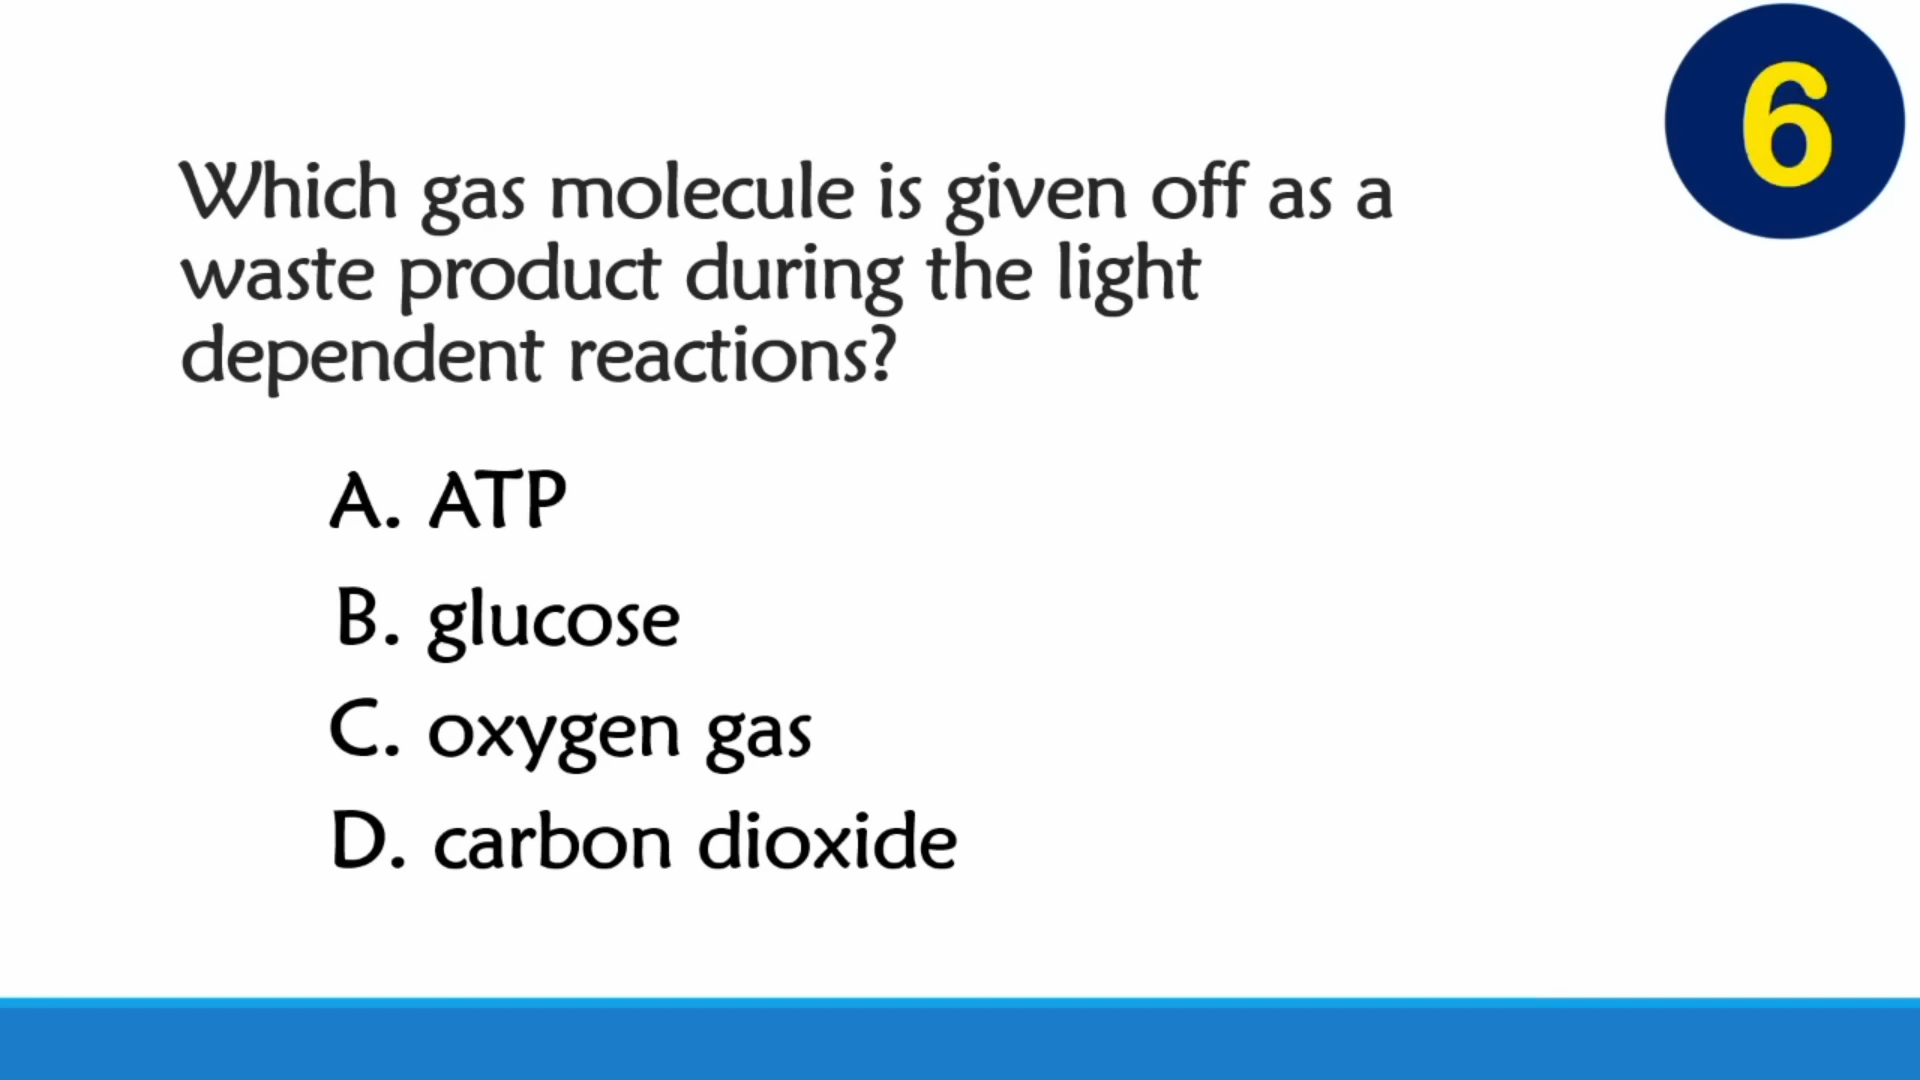 6
Which gas molecule is given off as a
waste product during the light
dependent reactions?
A. ATP
B. glucose
C. oxygen gas
D. carbon dioxide